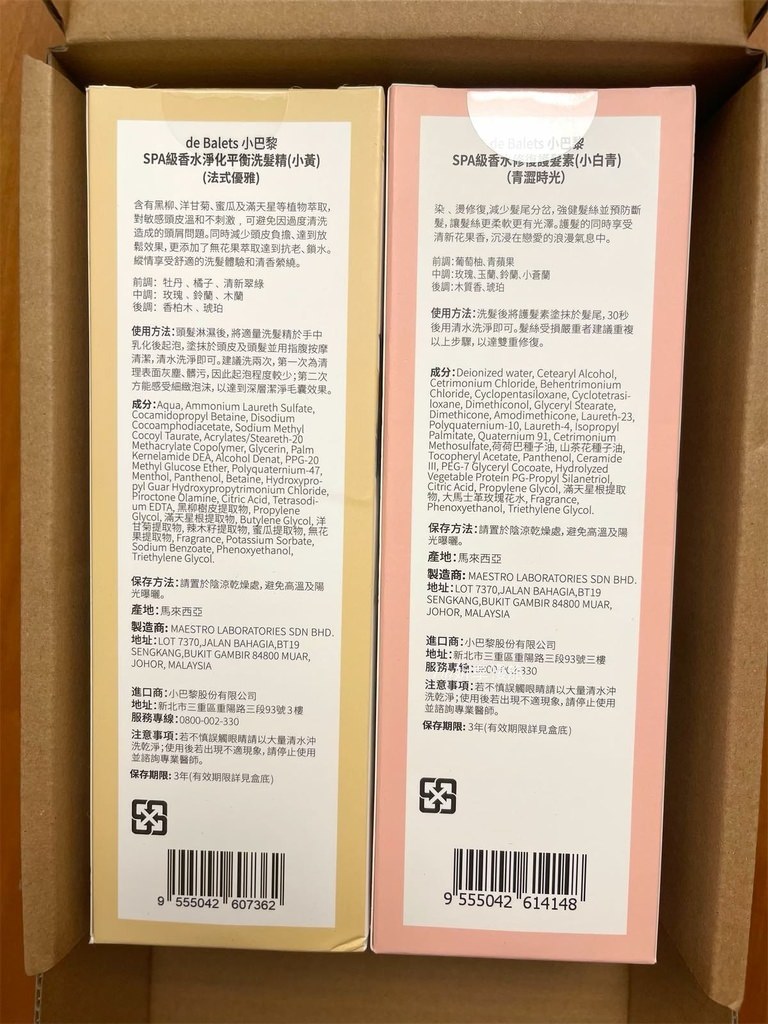 de Balets 小巴黎
SPA級香水淨化平衡洗髮精(小黃)
(法式優雅)
含有黑柳、洋甘菊、蜜瓜及滿天星等植物萃取,
對敏感頭皮溫和不刺激，可避免因過度清洗
造成的頭屑問題。同時減少頭皮負擔、達到放
鬆效果,更添加了無花果萃取達到抗老、鎖水。
縱情享受舒適的洗髮體驗和清香縈繞。
前調：牡丹、橘子、清新翠綠
中調：玫瑰、鈴蘭、木蘭
後調：香柏木、琥珀
使用方法:頭髮淋濕後,將適量洗髮精於手中
乳化後起泡,塗抹於頭皮及頭髮並用指腹按摩
清潔,清水洗淨即可。建議洗兩次,第一次為清
理表面灰塵、髒污,因此起泡程度較少;第二次
方能感受細緻泡沫,以達到深層潔淨毛囊效果。
成分:Aqua, Ammonium Laureth Sulfate,
Cocamidopropyl Betaine, Disodium
Cocoamphodiacetate, Sodium Methyl
Cocoyl Taurate, Acrylates/Steareth-20
Methacrylate Copolymer, Glycerin, Palm
Kernelamide DEA, Alcohol Denat, PPG-20
Methyl Glucose Ether, Polyquaternium-47,
Menthol, Panthenol, Betaine, Hydroxypro-
pyl Guar Hydroxypropytrimonium Chloride,
Piroctone Olamine, Citric Acid, Tetrasodi-
um EDTA, 黑柳樹皮提取物, Propylene
Glycol, 滿天星根提取物, Butylene Glycol, 洋
甘菊提取物, 辣木籽提取物, 蜜瓜提取物, 無花
果提取物, Fragrance, Potassium Sorbate,
Sodium Benzoate, Phenoxyethanol,
Triethylene Glycol.
保存方法:請置於陰涼乾燥處,避免高溫及陽
光曝曬。
產地:馬來西亞
製造商: MAESTRO LABORATORIES SDN BHD.
地址:LOT 7370,JALAN BAHAGIA,BT19
SENGKANG,BUKIT GAMBIR 84800 MUAR,
JOHOR, MALAYSIA
進口商:小巴黎股份有限公司
地址:新北市三重區重陽路三段93號3樓
服務專線:0800-002-330
注意事項:若不慎誤觸眼睛請以大量清水沖
洗乾淨;使用後若出現不適現象,請停止使用
並諮詢專業醫師。
保存期限: 3年(有效期限詳見盒底)
9 555042 607362
de Balets 小巴黎
SPA級香水修復護髮素(小白青)
(青澀時光)
染、燙修復,減少髮尾分岔,強健髮絲並預防斷
髮,讓髮絲更柔軟更有光澤。護髮的同時享受
清新花果香,沉浸在戀愛的浪漫氣息中。
前調:葡萄柚、青蘋果
中調:玫瑰、玉蘭、鈴蘭、小蒼蘭
後調:木質香、琥珀
使用方法:洗髮後將護髮素塗抹於髮尾,30秒
後用清水洗淨即可。髮絲受損嚴重者建議重複
以上步驟,以達雙重修復。
成分:Deionized water, Cetearyl Alcohol,
Cetrimonium Chloride, Behentrimonium
Chloride, Cyclopentasiloxane, Cyclotetrasi-
loxane, Dimethiconol, Glyceryl Stearate,
Dimethicone, Amodimethicone, Laureth-23,
Polyquaternium-10, Laureth-4, Isopropyl
Palmitate, Quaternium 91, Cetrimonium
Methosulfate,荷荷巴種子油, 山茶花種子油,
Tocopheryl Acetate, Panthenol, Ceramide
III, PEG-7 Glyceryl Cocoate, Hydrolyzed
Vegetable Protein PG-Propyl Silanetriol,
Citric Acid, Propylene Glycol, 滿天星根提取
物, 大馬士革玫瑰花水, Fragrance,
Phenoxyethanol, Triethylene Glycol.
保存方法:請置於陰涼乾燥處,避免高溫及陽
光曝曬。
產地:馬來西亞
製造商: MAESTRO LABORATORIES SDN BHD.
地址:LOT 7370,JALAN BAHAGIA,BT19
SENGKANG,BUKIT GAMBIR 84800 MUAR,
JOHOR, MALAYSIA
進口商:小巴黎股份有限公司
地址:新北市三重區重陽路三段93號三樓
服務專線:0800-002-330
注意事項:若不慎誤觸眼睛請以大量清水沖
洗乾淨;使用後若出現不適現象,請停止使用
並諮詢專業醫師。
保存期限: 3年(有效期限詳見盒底)
9 555042 614148